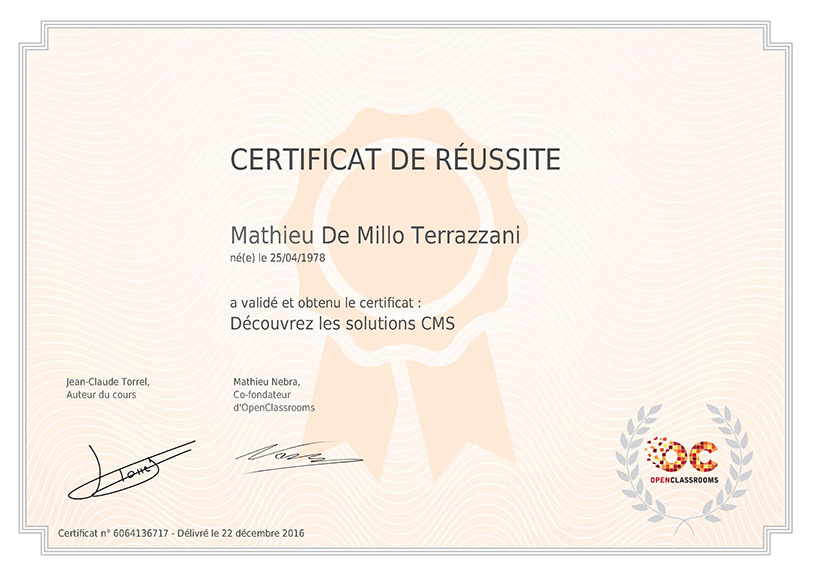 CERTIFICAT DE RÉUSSITE
Mathieu De Millo Terrazzani
né(e) le 25/04/1978
a validé et obtenu le certificat :
Découvrez les solutions CMS
Jean-Claude Torrel,
Auteur du cours
Mathieu Nebra,
Co-fondateur
d'OpenClassrooms
OC
OPENCLASSROOMS
Certificat n° 6064136717 - Délivré le 22 décembre 2016